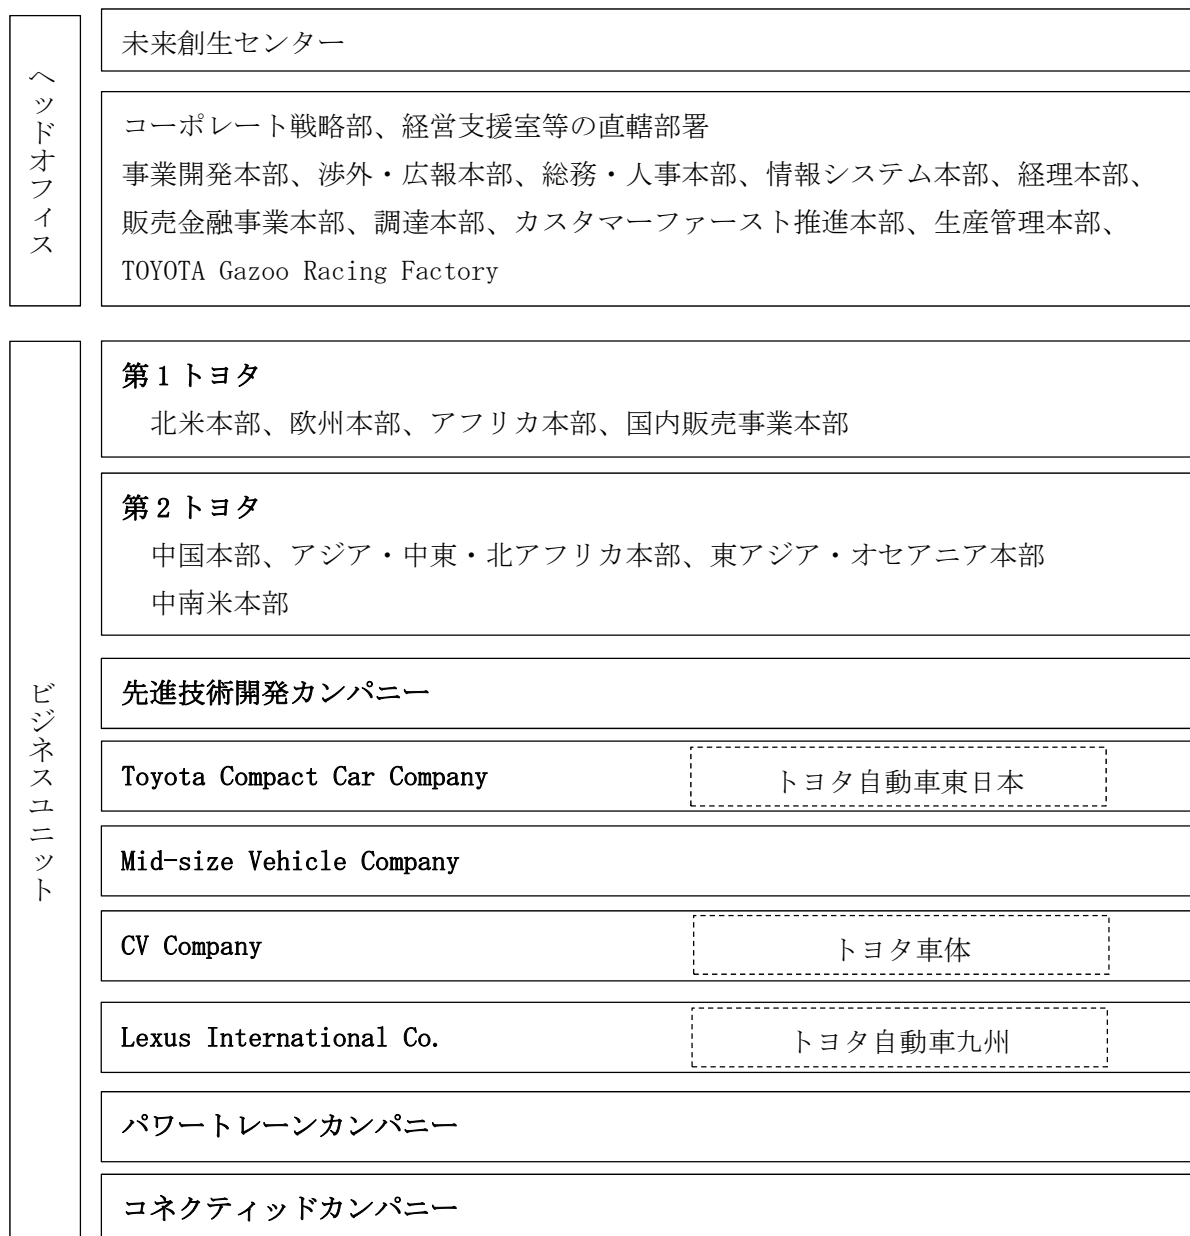 ヘッドオフィス
未来創生センター
コーポレート戦略部、経営支援室等の直轄部署
事業開発本部、渉外・広報本部、総務・人事本部、情報システム本部、経理本部、
販売金融事業本部、調達本部、カスタマーファースト推進本部、生産管理本部、
TOYOTA Gazoo Racing Factory
ビジネスユニット
第1トヨタ
北米本部、欧州本部、アフリカ本部、国内販売事業本部
第2トヨタ
中国本部、アジア・中東・北アフリカ本部、東アジア・オセアニア本部
中南米本部
先進技術開発カンパニー
Toyota Compact Car Company
トヨタ自動車東日本
Mid-size Vehicle Company
CV Company
トヨタ車体
Lexus International Co.
トヨタ自動車九州
パワートレーンカンパニー
コネクティッドカンパニー